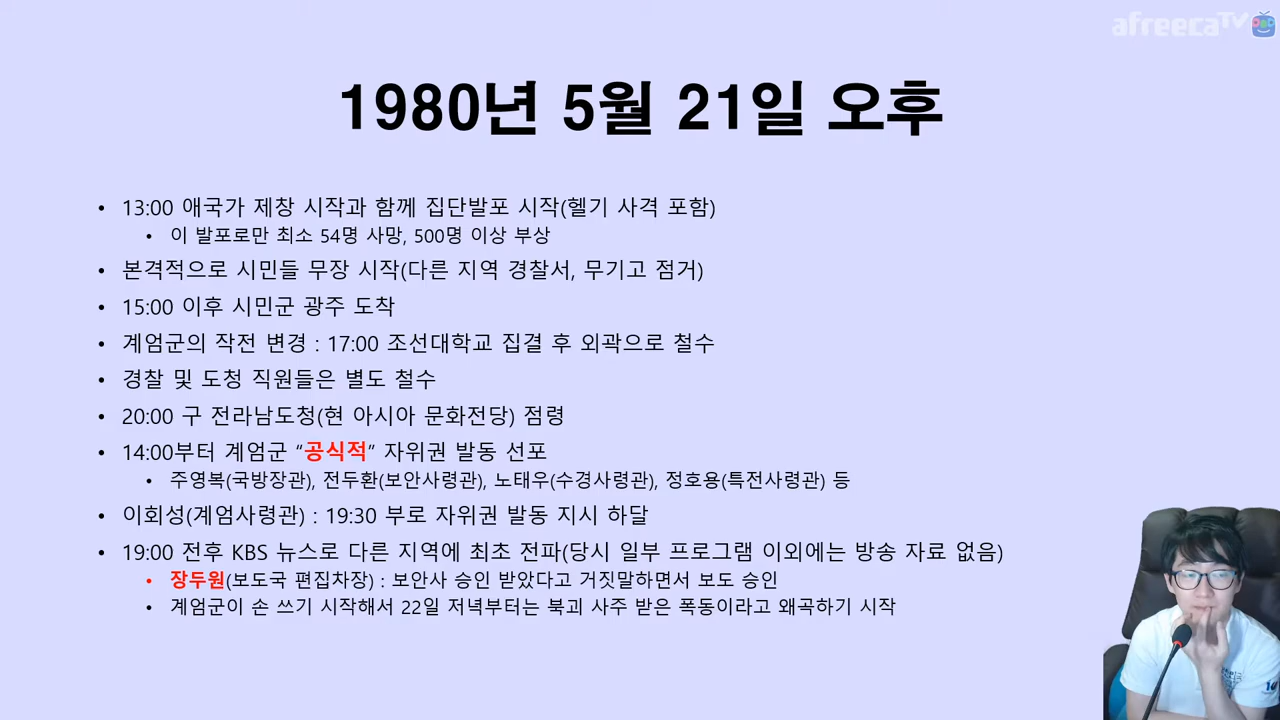 afreecaTV
1980년 5월 21일 오후
• 13:00 애국가 제창 시작과 함께 집단발포 시작(헬기 사격 포함)
• 이 발포로만 최소 54명 사망, 500명 이상 부상
• 본격적으로 시민들 무장 시작(다른 지역 경찰서, 무기고 점거)
• 15:00 이후 시민군 광주 도착
• 계엄군의 작전 변경 : 17:00 조선대학교 집결 후 외곽으로 철수
• 경찰 및 도청 직원들은 별도 철수
• 20:00 구 전라남도청(현 아시아 문화전당) 점령
• 14:00부터 계엄군 “공식적” 자위권 발동 선포
• 주영복(국방장관), 전두환(보안사령관), 노태우(수경사령관), 정호용(특전사령관) 등
• 이회성(계엄사령관) : 19:30 부로 자위권 발동 지시 하달
• 19:00 전후 KBS 뉴스로 다른 지역에 최초 전파(당시 일부 프로그램 이외에는 방송 자료 없음)
• 장두원(보도국 편집차장) : 보안사 승인 받았다고 거짓말하면서 보도 승인
• 계엄군이 손 쓰기 시작해서 22일 저녁부터는 북괴 사주 받은 폭동이라고 왜곡하기 시작